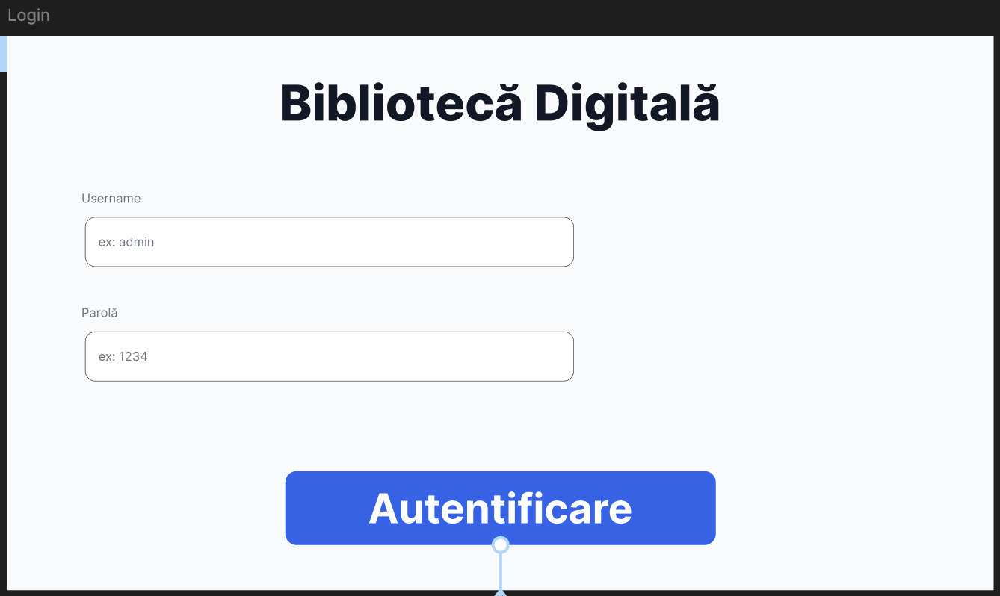 Login
Bibliotecă Digitală
Username
ex: admin
Parolă
ex: 1234
Autentificare